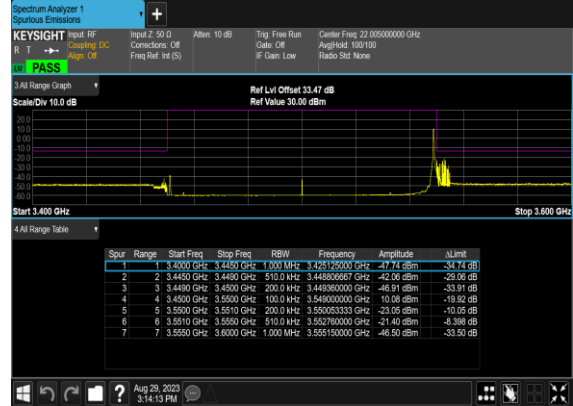 Spectrum Analyzer 1
Spurious Emissions
+
KEYSIGHT Input: RF Input Z: 50 Ω Atten: 10 dB Trig: Free Run Center Freq: 22.005000000 GHz
R T Coupling: DC Corrections: Off Gate: Off Avg|Hold: 100/100
Align: Off Freq Ref: Int (S) IF Gain: Low Radio Std: None
PASS
3 All Range Graph
Ref Lvl Offset 33.47 dB
Scale/Div 10.0 dB Ref Value 30.00 dBm
20.0
10.0
0.00
-10.0
-20.0
-30.0
-40.0
-50.0
-60.0
Start 3.400 GHz Stop 3.600 GHz
4 All Range Table
Spur Range Start Freq Stop Freq RBW Frequency Amplitude ΔLimit
1 1 3.4000 GHz 3.4450 GHz 1.000 MHz 3.425125000 GHz -47.74 dBm -34.74 dB
2 2 3.4450 GHz 3.4490 GHz 510.0 kHz 3.448806667 GHz -42.06 dBm -29.06 dB
3 3 3.4490 GHz 3.4500 GHz 200.0 kHz 3.449360000 GHz -46.91 dBm -33.91 dB
4 4 3.4500 GHz 3.5500 GHz 100.0 kHz 3.549000000 GHz 10.08 dBm -19.92 dB
5 5 3.5500 GHz 3.5510 GHz 200.0 kHz 3.550053333 GHz -23.05 dBm -10.05 dB
6 6 3.5510 GHz 3.5550 GHz 510.0 kHz 3.552760000 GHz -21.40 dBm -8.398 dB
7 7 3.5550 GHz 3.6000 GHz 1.000 MHz 3.555150000 GHz -46.50 dBm -33.50 dB
? Aug 29, 2023
3:14:13 PM